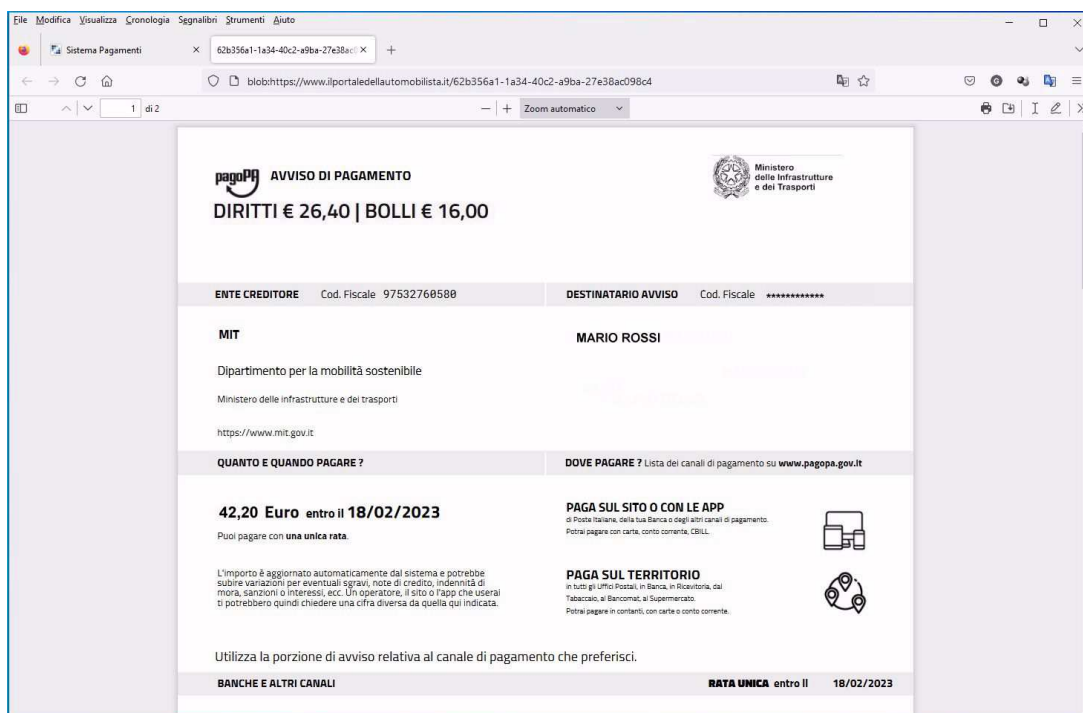 File Modifica Visualizza Cronologia Segnalibri Strumenti Aiuto
Sistema Pagamenti
62b356a1-1a34-40c2-a9ba-27e38ac0
blob:https://www.ilportaledellautomobilista.it/62b356a1-1a34-40c2-a9ba-27e38ac098c4
1 di 2
Zoom automatico
pagoPA AVVISO DI PAGAMENTO
Ministero
delle Infrastrutture
e dei Trasporti
DIRITTI € 26,40 | BOLLI € 16,00
ENTE CREDITORE Cod. Fiscale 97532760580
DESTINATARIO AVVISO Cod. Fiscale ************
MIT
MARIO ROSSI
Dipartimento per la mobilità sostenibile
Ministero delle infrastrutture e dei trasporti
https://www.mit.gov.it
QUANTO E QUANDO PAGARE ?
DOVE PAGARE ? Lista dei canali di pagamento su www.pagopa.gov.it
42,20 Euro entro il 18/02/2023
Puoi pagare con una unica rata.
L'importo è aggiornato automaticamente dal sistema e potrebbe
subire variazioni per eventuali sgravi, note di credito, indennità di
mora, sanzioni o interessi, ecc. Un operatore, il sito o l'app che userai
ti potrebbero quindi chiedere una cifra diversa da quella qui indicata.
PAGA SUL SITO O CON LE APP
di Poste Italiane, della tua Banca o degli altri canali di pagamento.
Potrai pagare con carte, conto corrente, CBILL.
PAGA SUL TERRITORIO
in tutti gli Uffici Postali, in Banca, in Ricevitoria, dal
Tabaccaio, al Bancomat, al Supermercato.
Potrai pagare in contanti, con carte o conto corrente.
Utilizza la porzione di avviso relativa al canale di pagamento che preferisci.
BANCHE E ALTRI CANALI
RATA UNICA entro il 18/02/2023